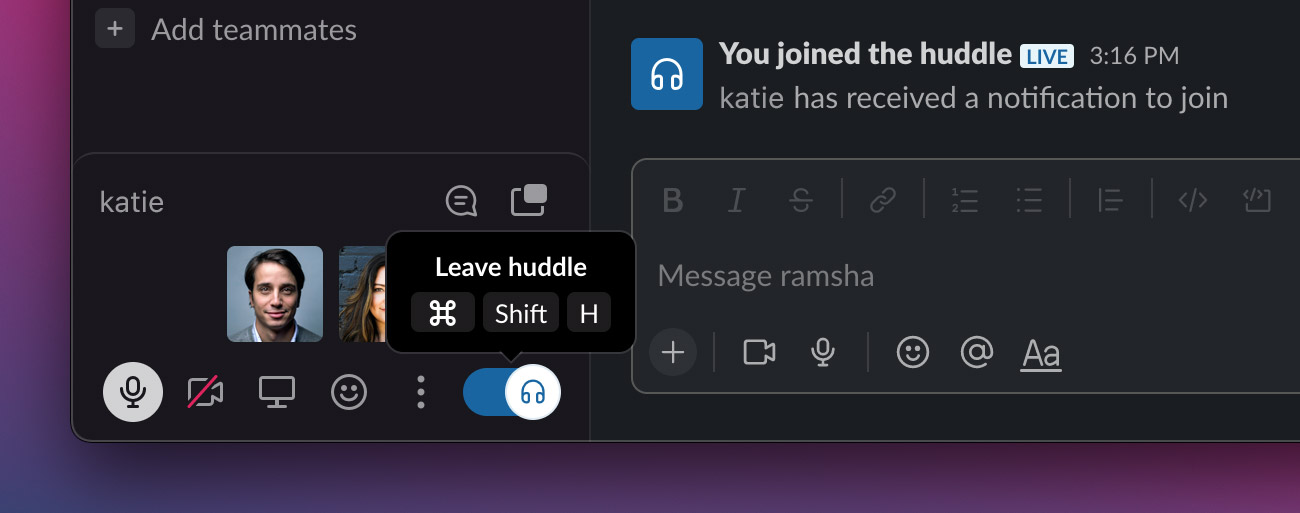 Add teammates
You joined the huddle LIVE 3:16 PM
katie has received a notification to join
katie
Leave huddle
⌘ Shift H
B I S
Message ramsha
Aa